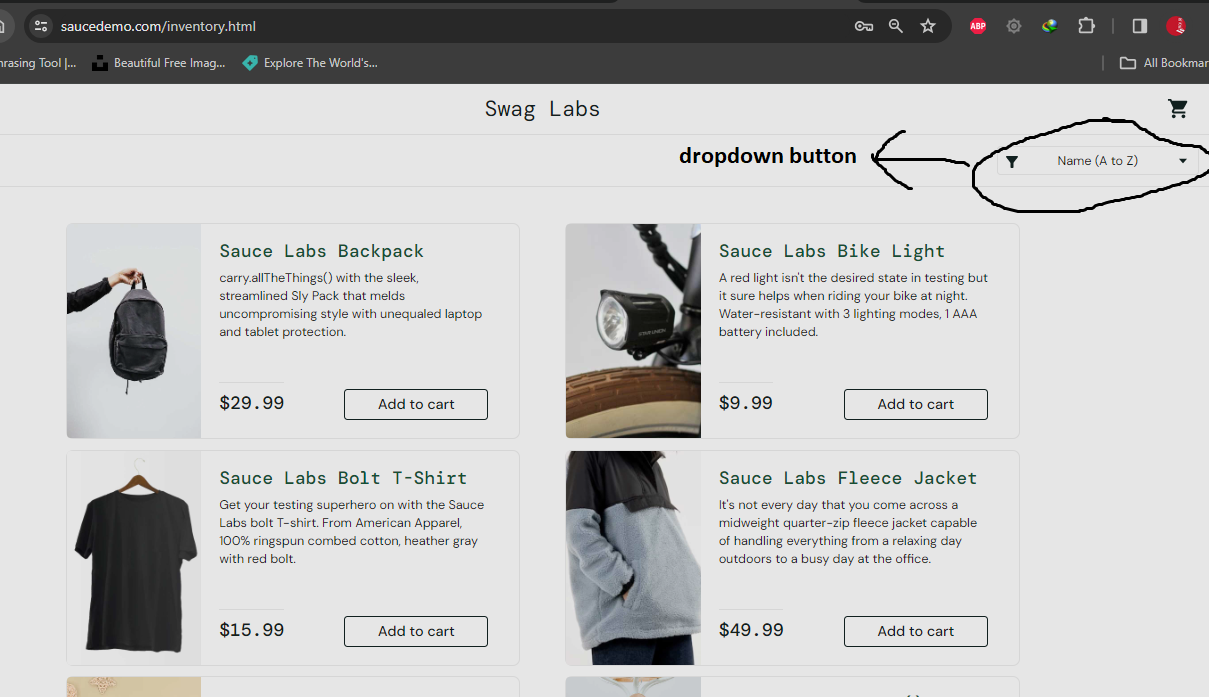 saucedemo.com/inventory.html
ABP
hrasing Tool |...
Beautiful Free Imag...
Explore The World's...
All Bookmar
Swag Labs
dropdown button
Name (A to Z)
Sauce Labs Backpack
carry.allTheThings() with the sleek,
streamlined Sly Pack that melds
uncompromising style with unequaled laptop
and tablet protection.
$29.99
Add to cart
Sauce Labs Bike Light
A red light isn't the desired state in testing but
it sure helps when riding your bike at night.
Water-resistant with 3 lighting modes, 1 AAA
battery included.
$9.99
Add to cart
Sauce Labs Bolt T-Shirt
Get your testing superhero on with the Sauce
Labs bolt T-shirt. From American Apparel,
100% ringspun combed cotton, heather gray
with red bolt.
$15.99
Add to cart
Sauce Labs Fleece Jacket
It's not every day that you come across a
midweight quarter-zip fleece jacket capable
of handling everything from a relaxing day
outdoors to a busy day at the office.
$49.99
Add to cart